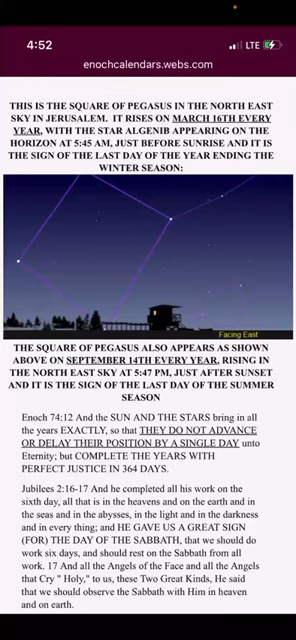 4:52
LTE
enochcalendars.webs.com
THIS IS THE SQUARE OF PEGASUS IN THE NORTH EAST
SKY IN JERUSALEM. IT RISES ON MARCH 16TH EVERY
YEAR, WITH THE STAR ALGENIB APPEARING ON THE
HORIZON AT 5:45 AM, JUST BEFORE SUNRISE AND IT IS
THE SIGN OF THE LAST DAY OF THE YEAR ENDING THE
WINTER SEASON:
Facing East
THE SQUARE OF PEGASUS ALSO APPEARS AS SHOWN
ABOVE ON SEPTEMBER 14TH EVERY YEAR, RISING IN
THE NORTH EAST SKY AT 5:47 PM, JUST AFTER SUNSET
AND IT IS THE SIGN OF THE LAST DAY OF THE SUMMER
SEASON
Enoch 74:12 And the SUN AND THE STARS bring in all
the years EXACTLY, so that THEY DO NOT ADVANCE
OR DELAY THEIR POSITION BY A SINGLE DAY unto
Eternity; but COMPLETE THE YEARS WITH
PERFECT JUSTICE IN 364 DAYS.
Jubilees 2:16-17 And he completed all his work on the
sixth day, all that is in the heavens and on the earth and in
the seas and in the abysses, in the light and in the darkness
and in every thing; and HE GAVE US A GREAT SIGN
(FOR) THE DAY OF THE SABBATH, that we should do
work six days, and should rest on the Sabbath from all
work. 17 And all the Angels of the Face and all the Angels
that Cry " Holy," to us, these Two Great Kinds, He said
that we should observe the Sabbath with Him in heaven
and on earth.